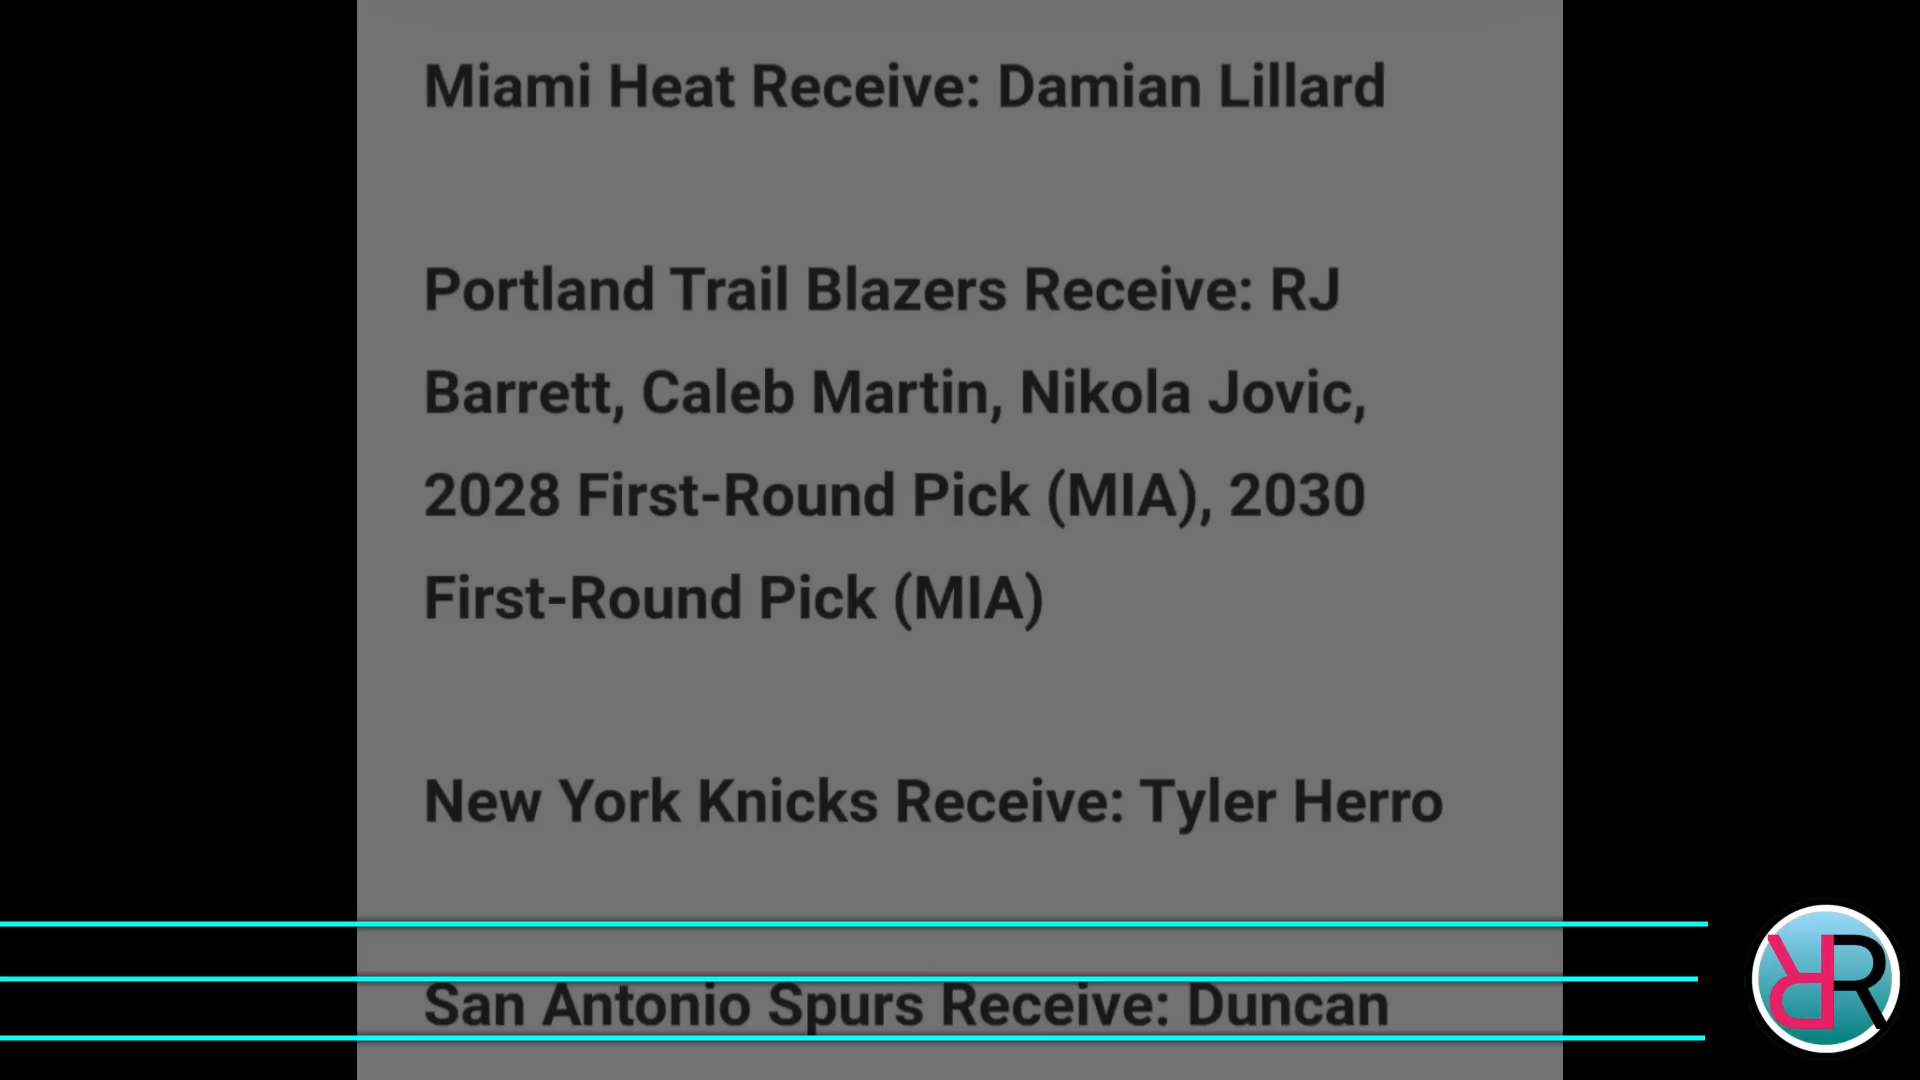 Miami Heat Receive: Damian Lillard
Portland Trail Blazers Receive: RJ
Barrett, Caleb Martin, Nikola Jovic,
2028 First-Round Pick (MIA), 2030
First-Round Pick (MIA)
New York Knicks Receive: Tyler Herro
San Antonio Spurs Receive: Duncan
RR